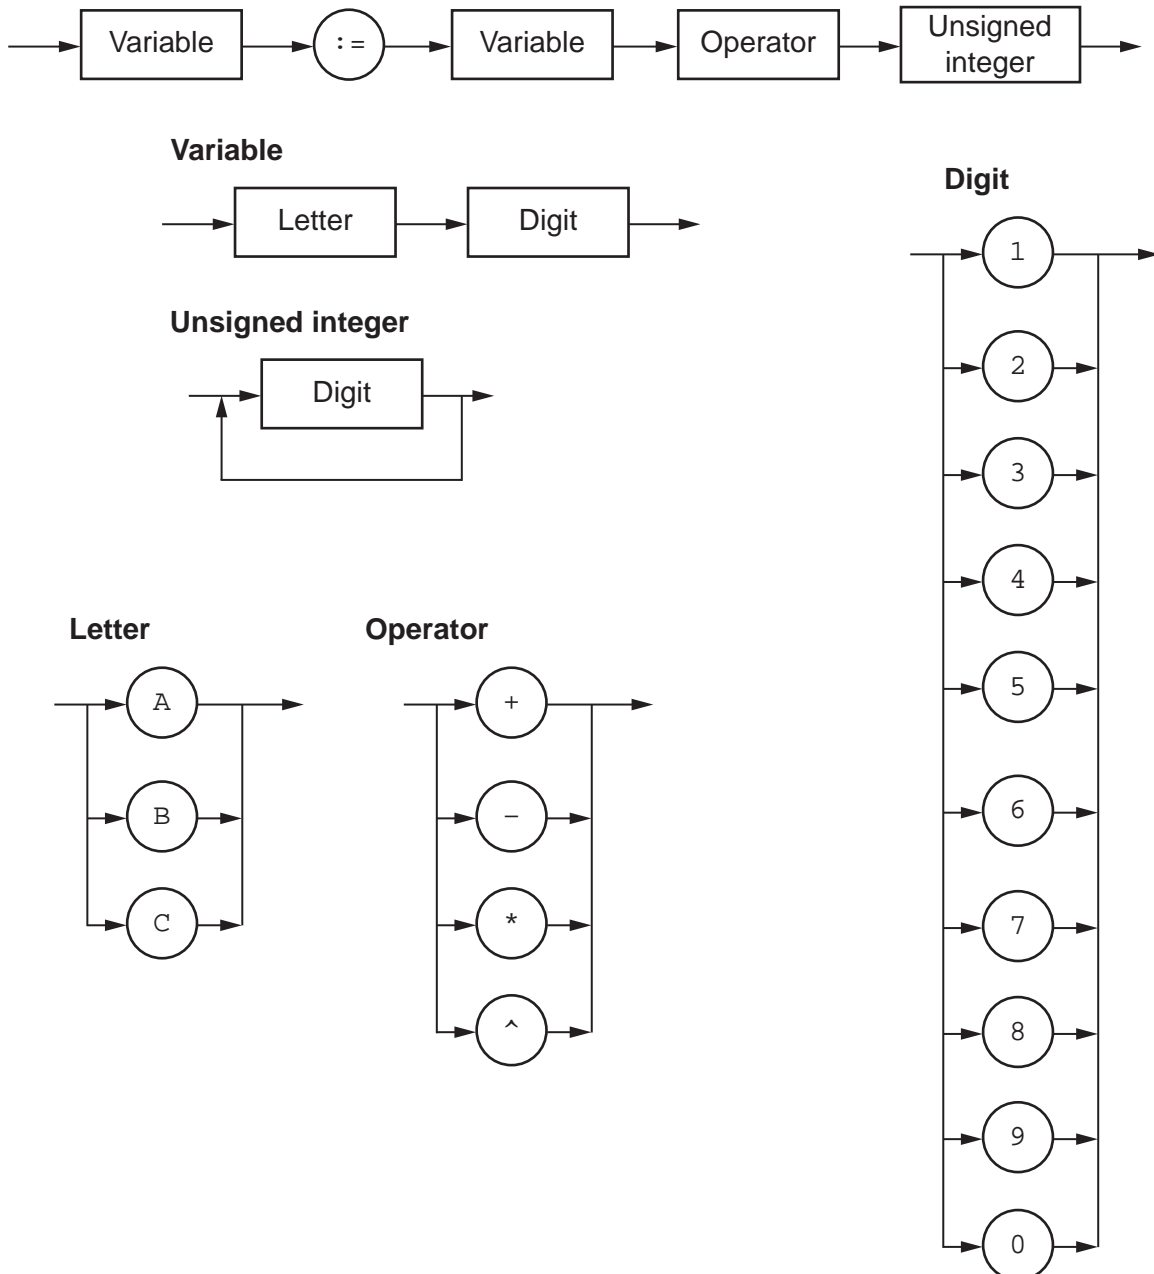 Variable := Variable Operator Unsigned
integer
Variable
Letter Digit
Unsigned integer
Digit
Letter
A
B
C
Operator
+
-
*
^
Digit
1
2
3
4
5
6
7
8
9
0